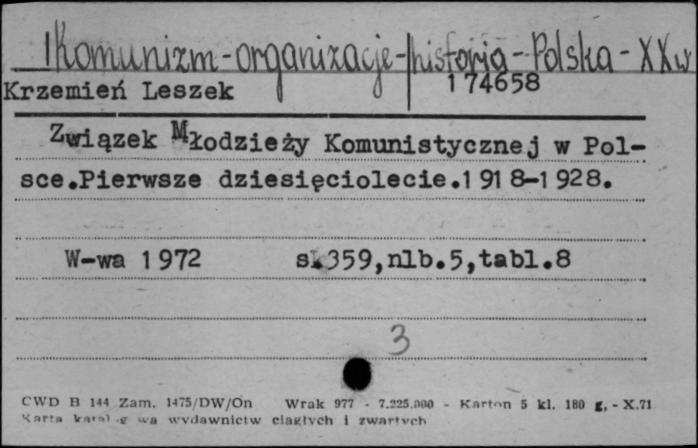 Komunizm-organizacje-historia-Polska-XXw
174658
Krzemień Leszek
Związek Młodzieży Komunistycznej w Pol-
sce.Pierwsze dziesięciolecie.1918-1928.
W-wa 1972 s.359,nlb.5,tabl.8
3
CWD B 144 Zam. 1475/DW/On Wrak 977 - 7.225.000 - Karton 5 kl. 180 g. - X.71
Karta wydawnictw ciągłych i zwartych